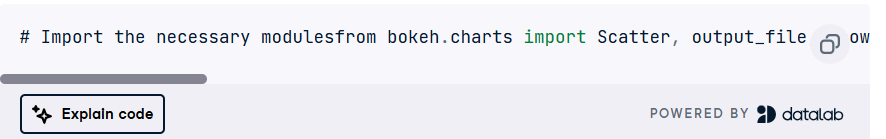 # Import the necessary modulesfrom bokeh.charts import Scatter, output_file
Explain code
POWERED BY datalab